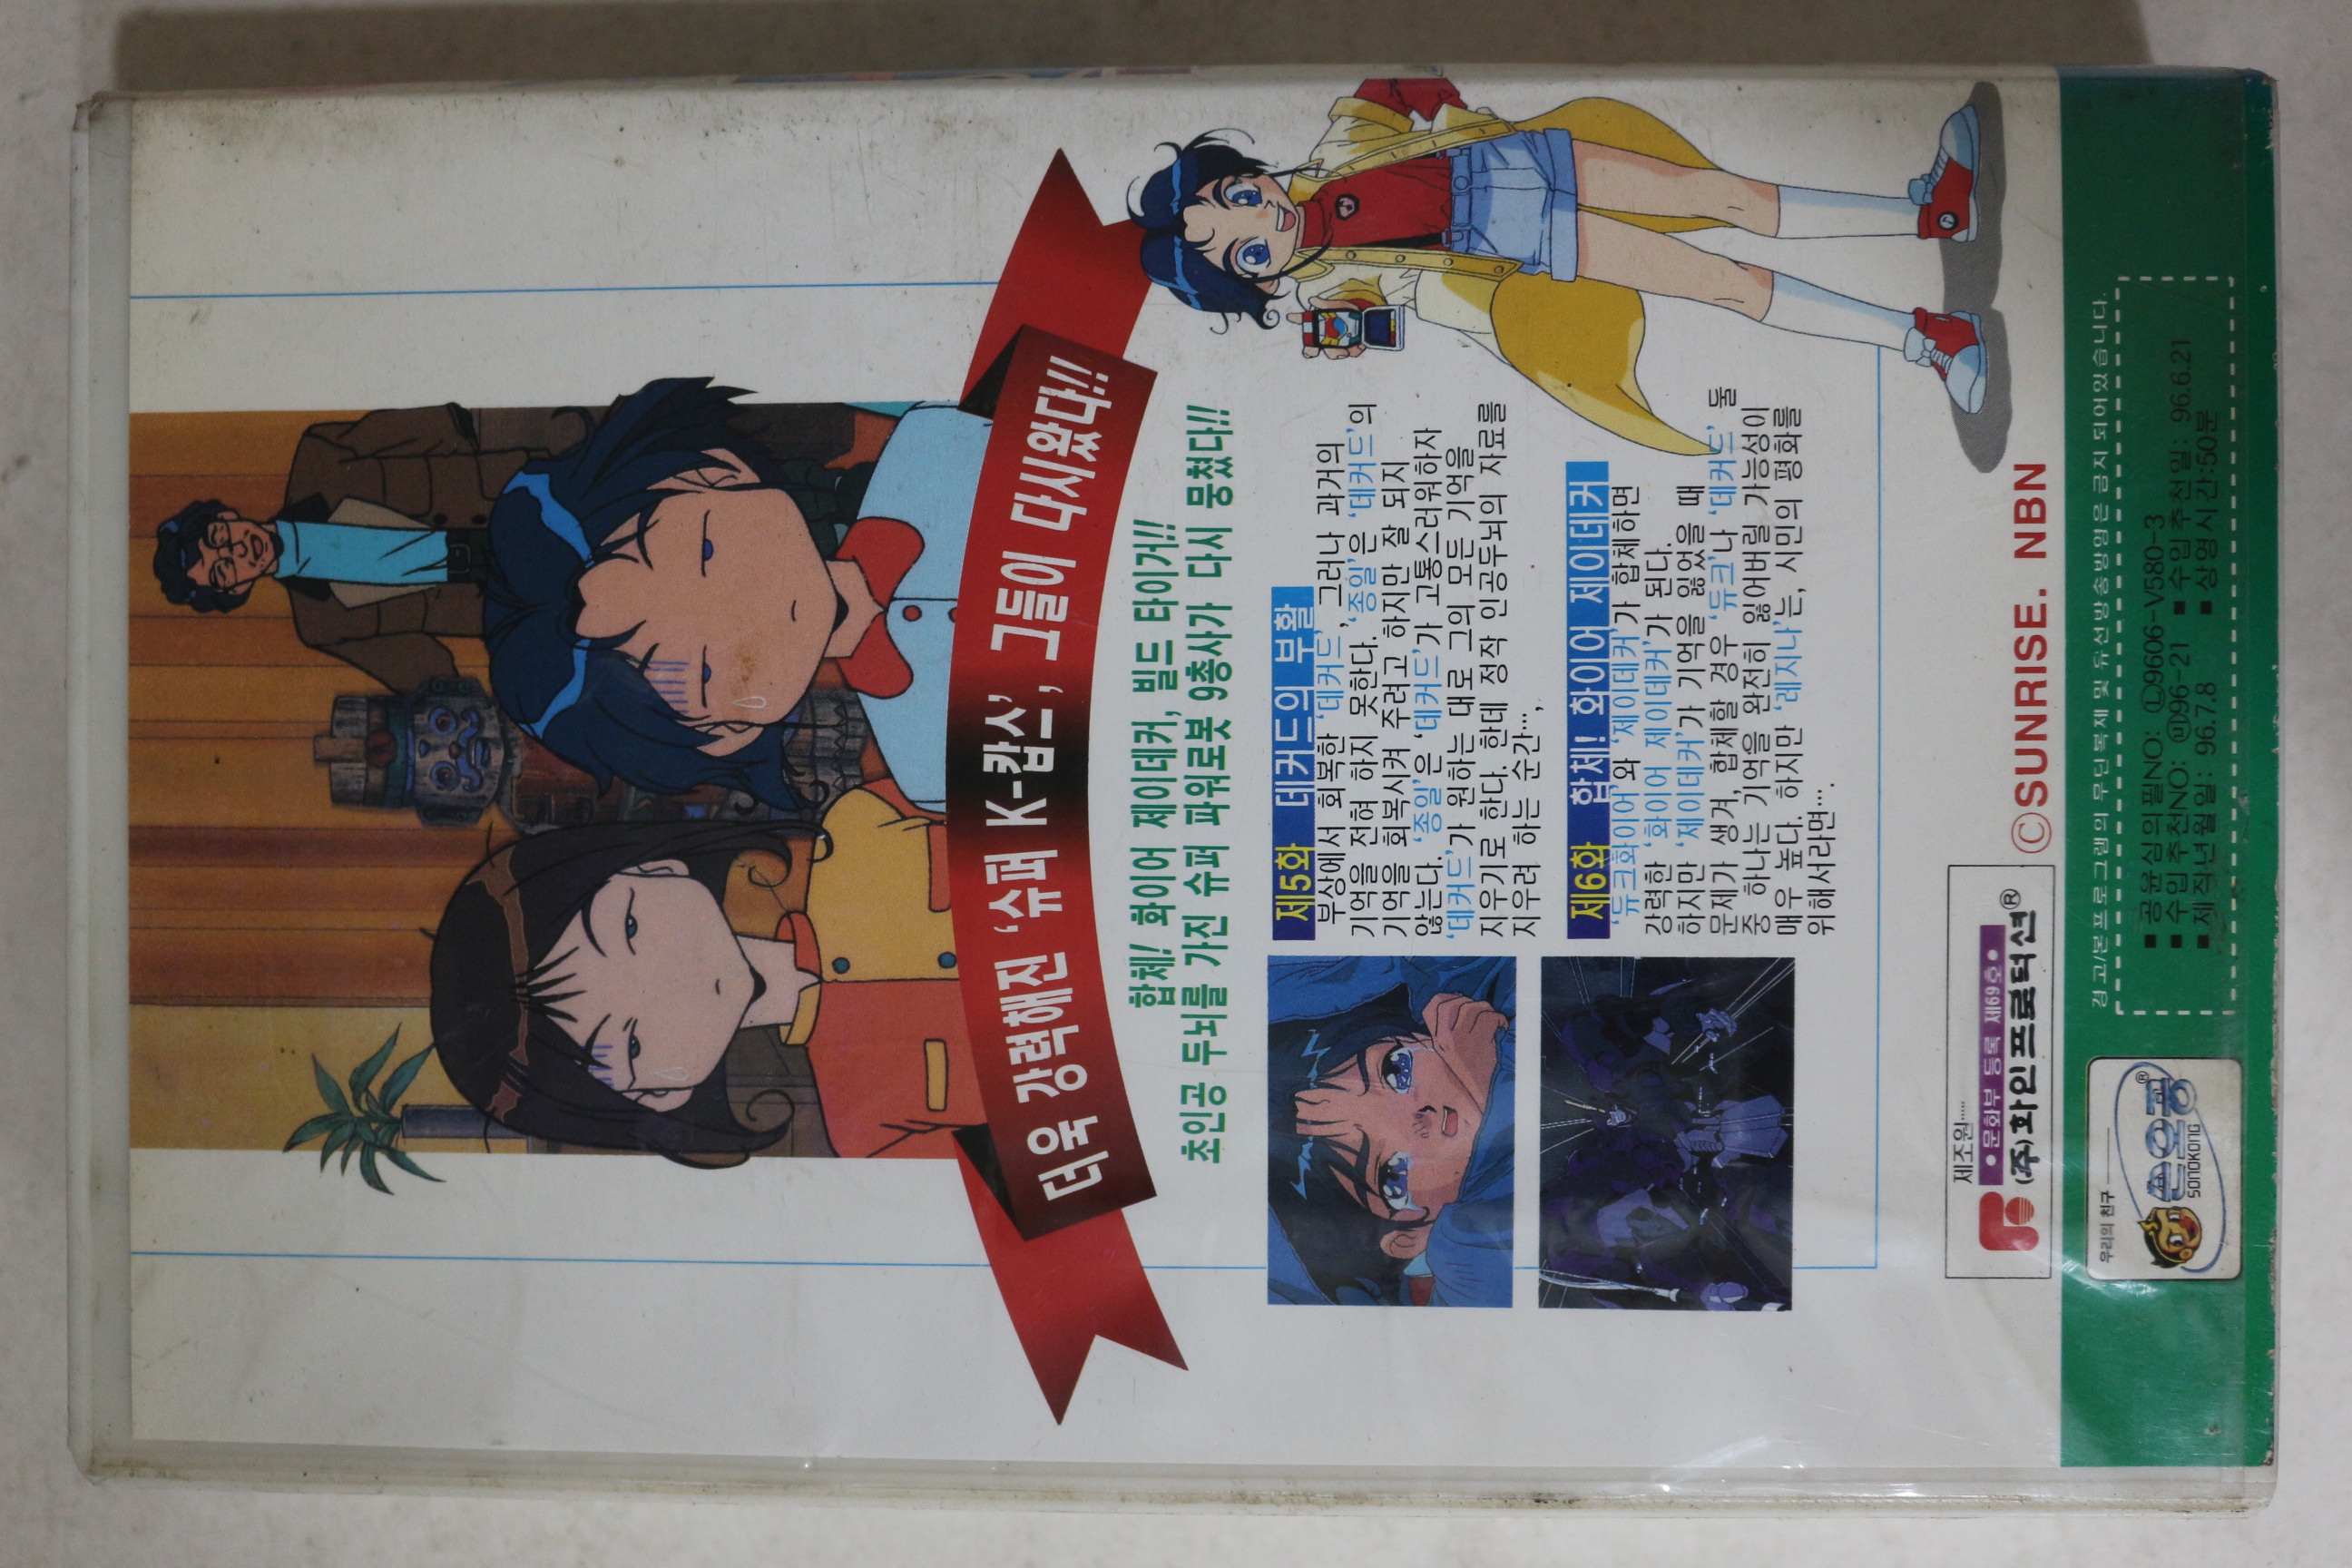 더욱 강력해진 '슈퍼 K-캅스', 그들이 다시왔다!!
합체! 화이어 제이데커, 빌드 타이거!!
초인공 두뇌를 가진 슈퍼 파워로봇 9총사가 다시 뭉쳤다!!
제5화 데커드의 부활
부상에서 회복한 '데커드', 그러나 과거의
기억을 전혀 하지 못한다. '종일'은 '데커드'의
기억을 회복시켜 주려고 하지만 잘 되지
않는다. '종일'은 '데커드'가 고통스러워하자
'데커드'가 원하는 대로 그의 모든 기억을
지우기로 한다. 한데 정작 인공두뇌의 자료를
지우려 하는 순간…,
제6화 합체! 화이어 제이데커
'듀크화이어'와 '제이데커'가 합체하면
강력한 '화이어 제이데커'가 된다.
하지만 '제이데커'가 기억을 잃었을 때
문제가 생겨, 합체할 경우 '듀크'나 '데커드' 둘
중 하나는 기억을 완전히 잃어버릴 가능성이
매우 높다. 하지만 '레지나'는, 시민의 평화를
위해서라면….
제조원.....
●문화부 등록 제69호●
(주)화인프로덕션®
©SUNRISE. NBN
경고/본프로그램의 무단복제 및 유선방송방영은 금지 되어있습니다.
■공윤심의필NO: Ⓛ9606-V580-3
■수입추천NO: ㉥96-21 ■수입추천일: 96.6.21
■제작년월일: 96.7.8 ■상영시간:50분
우리의 친구
손오공®
SONOKONG